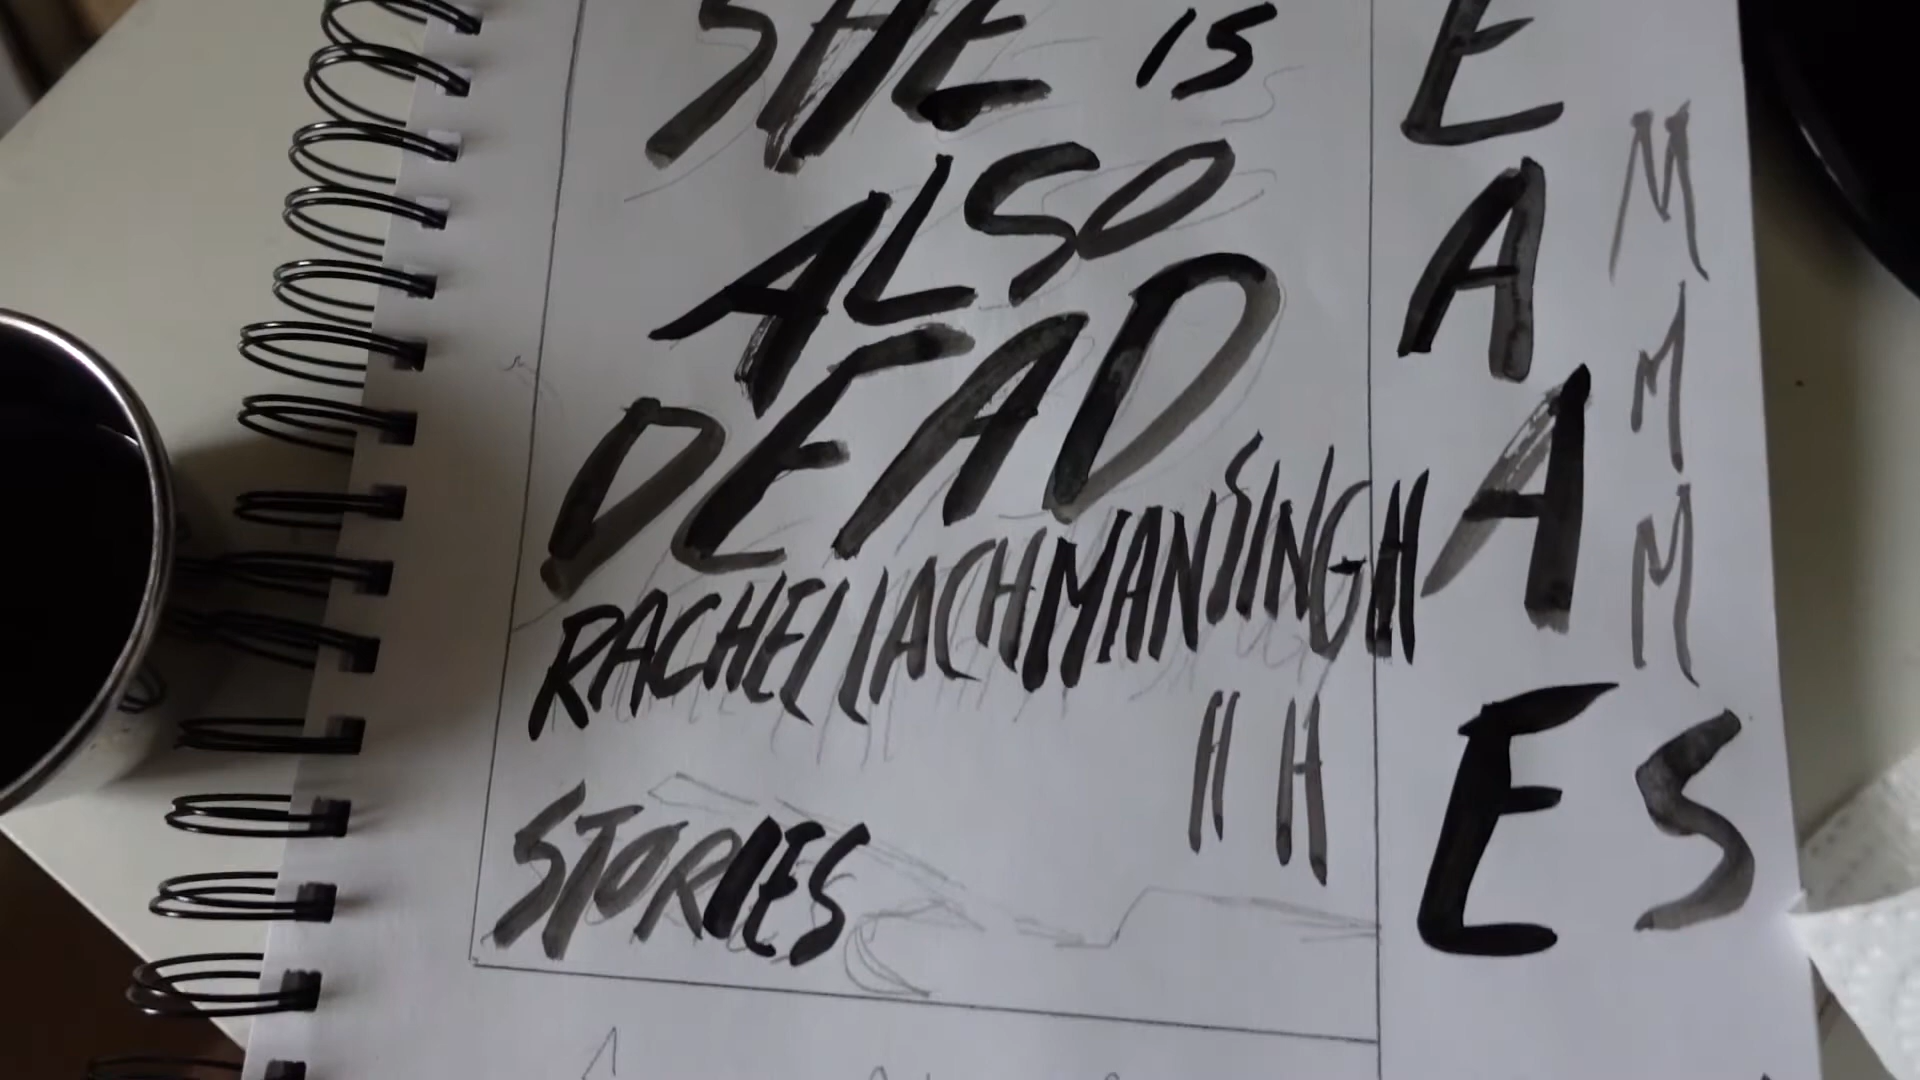 SHE IS
ALSO
DEAD
RACHEL LACHMANSINGH
H H
STORIES
E
A
A
E
M
M
M
S